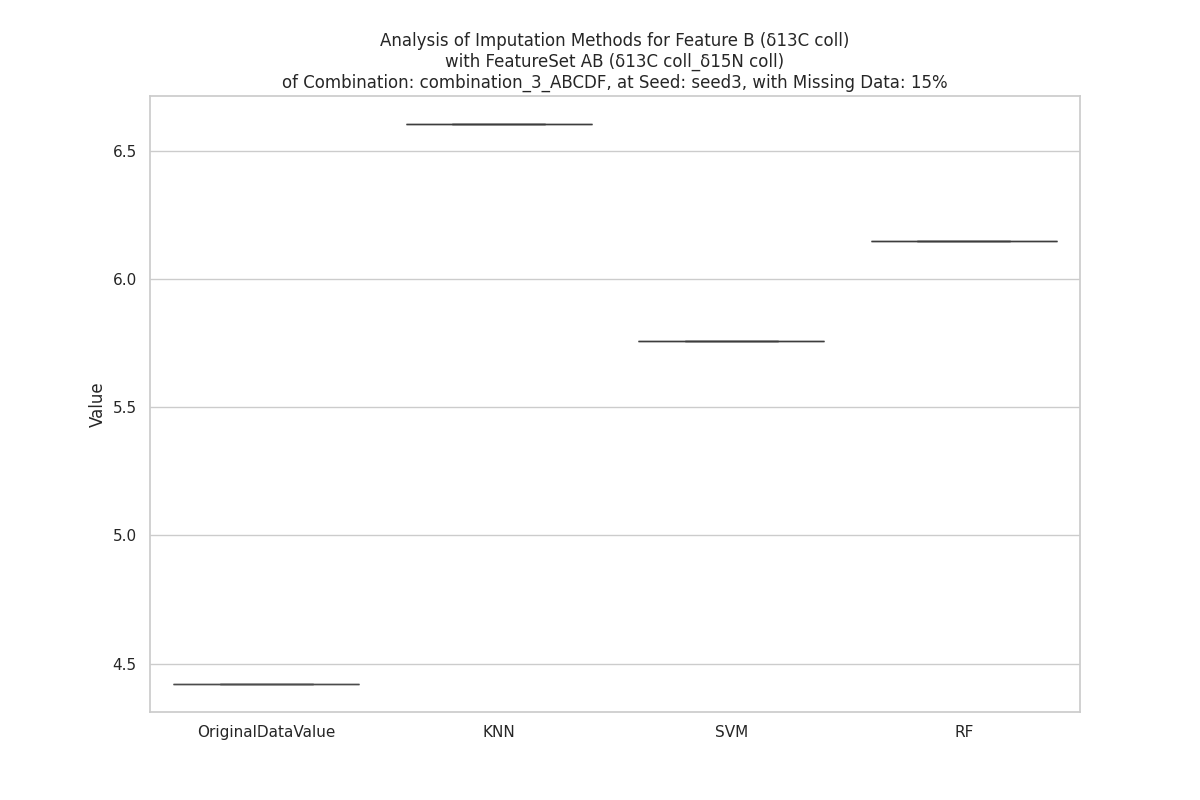 Analysis of Imputation Methods for Feature B (δ13C coll)
with FeatureSet AB (δ13C coll_δ15N coll)
of Combination: combination_3_ABCDF, at Seed: seed3, with Missing Data: 15%
Value
6.5
6.0
5.5
5.0
4.5
OriginalDataValue
KNN
SVM
RF